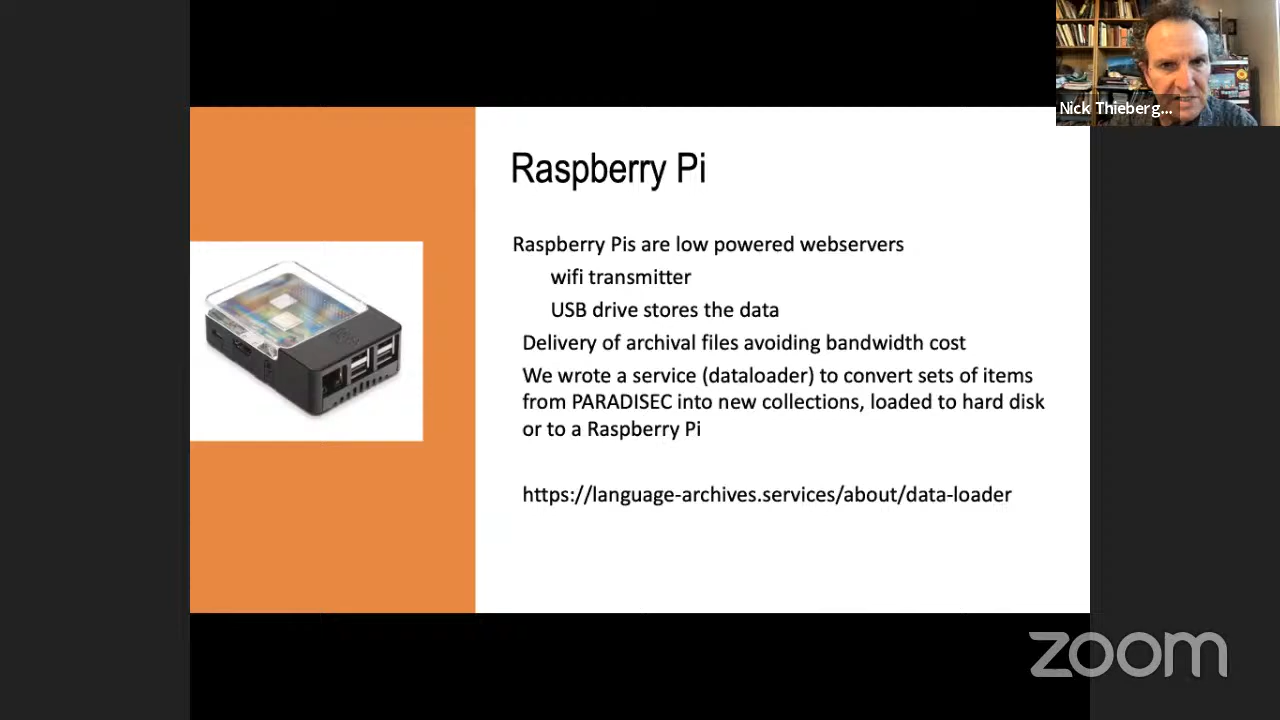 Nick Thieberg...
Raspberry Pi
Raspberry Pis are low powered webservers
wifi transmitter
USB drive stores the data
Delivery of archival files avoiding bandwidth cost
We wrote a service (dataloader) to convert sets of items
from PARADISEC into new collections, loaded to hard disk
or to a Raspberry Pi
https://language-archives.services/about/data-loader
zoom